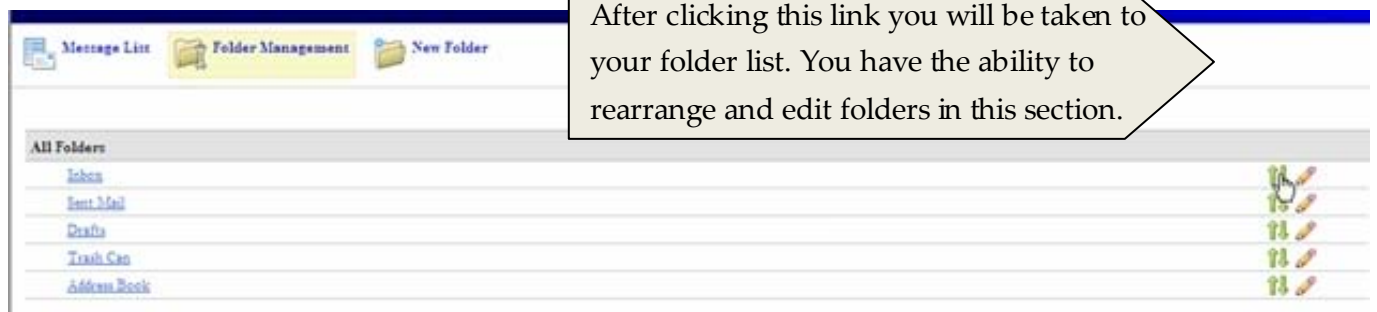 After clicking this link you will be taken to
your folder list. You have the ability to
rearrange and edit folders in this section.
Message List Folder Management New Folder
All Folders
Inbox
Sent Mail
Drafts
Trash Can
Address Book